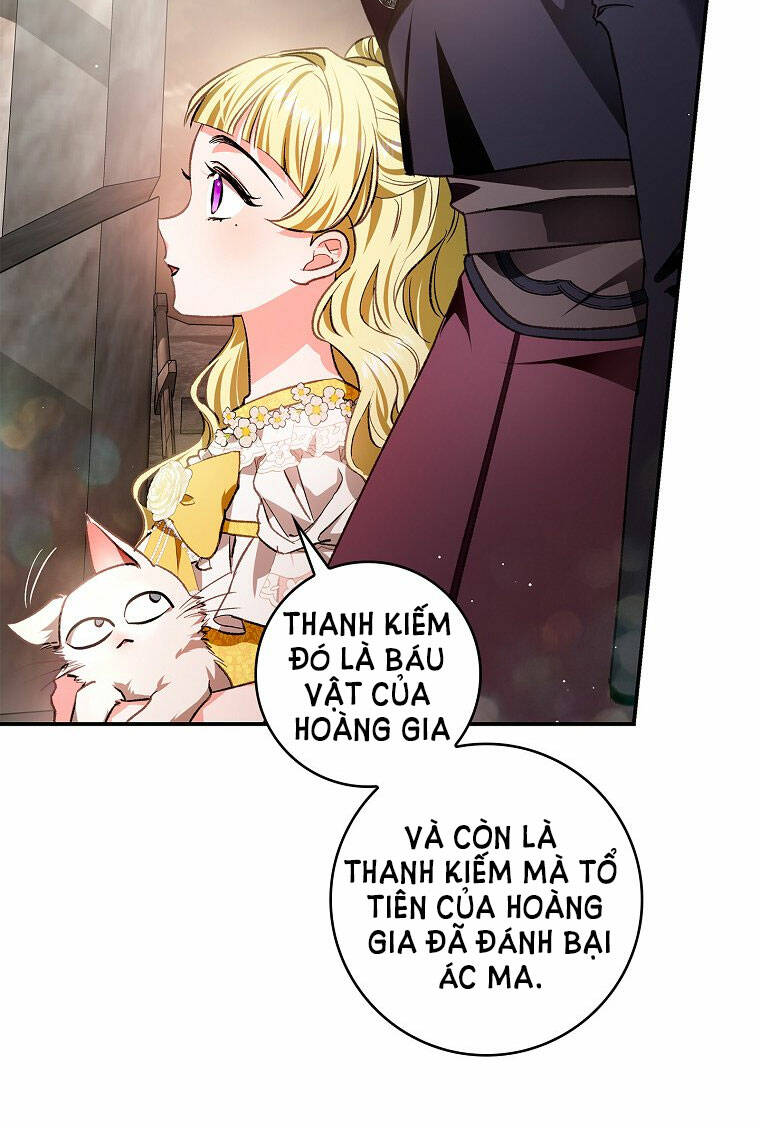 THANH KIẾM
ĐÓ LÀ BÁU
VẬT CỦA
HOÀNG GIA
VÀ CÒN LÀ
THANH KIẾM MÀ TỔ
TIÊN CỦA HOÀNG
GIA ĐÃ ĐÁNH BẠI
ÁC MA.